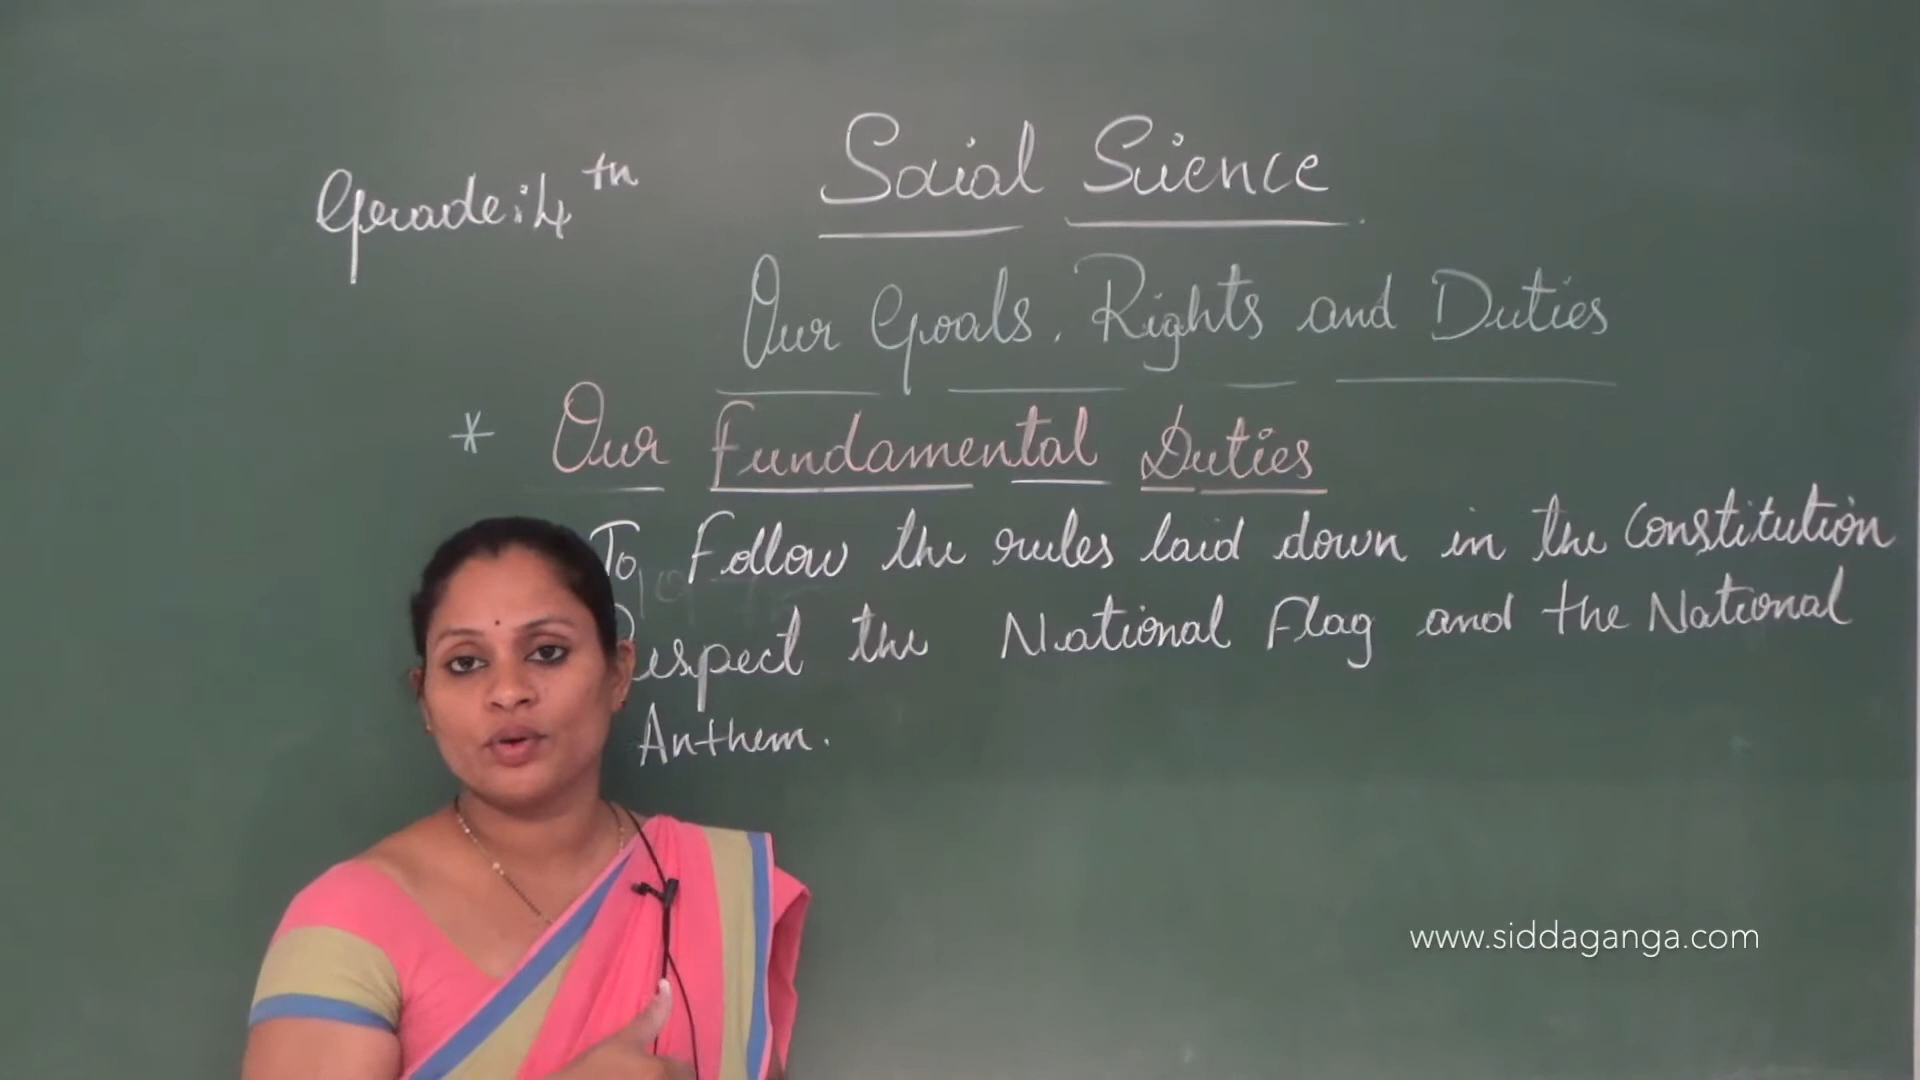 Grade: 4th
Social Science
Our Goals, Rights and Duties
* Our Fundamental Duties
To Follow the rules laid down in the Constitution
Respect the National Flag and the National
Anthem.
www.siddaganga.com